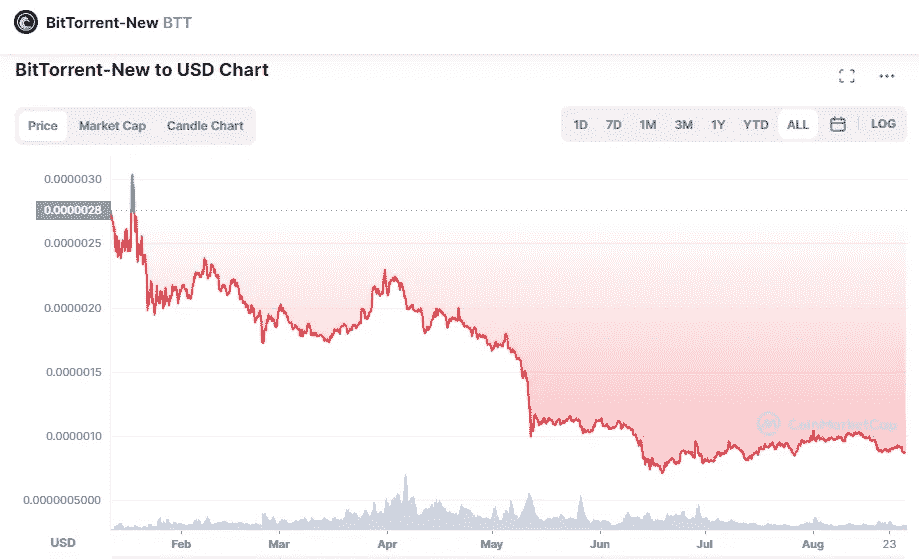 BitTorrent-New BTT
BitTorrent-New to USD Chart
Price Market Cap Candle Chart 1D 7D 1M 3M 1Y YTD ALL LOG
0.0000030
0.0000028
0.0000025
0.0000020
0.0000015
0.0000010
CoinMarketCap
0.0000005000
USD Feb Mar Apr May Jun Jul Aug 23